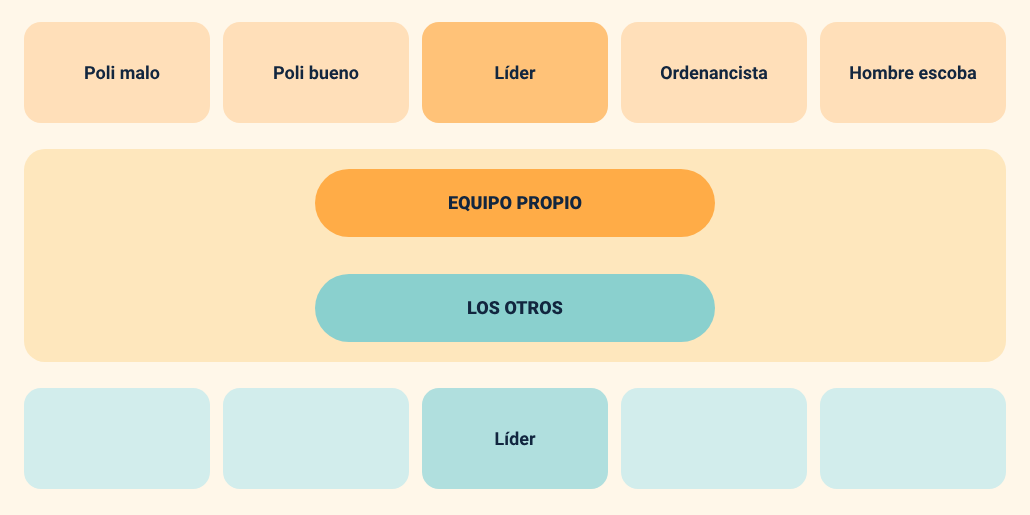 Poli malo
Poli bueno
Líder
Ordenancista
Hombre escoba
EQUIPO PROPIO
LOS OTROS
Líder